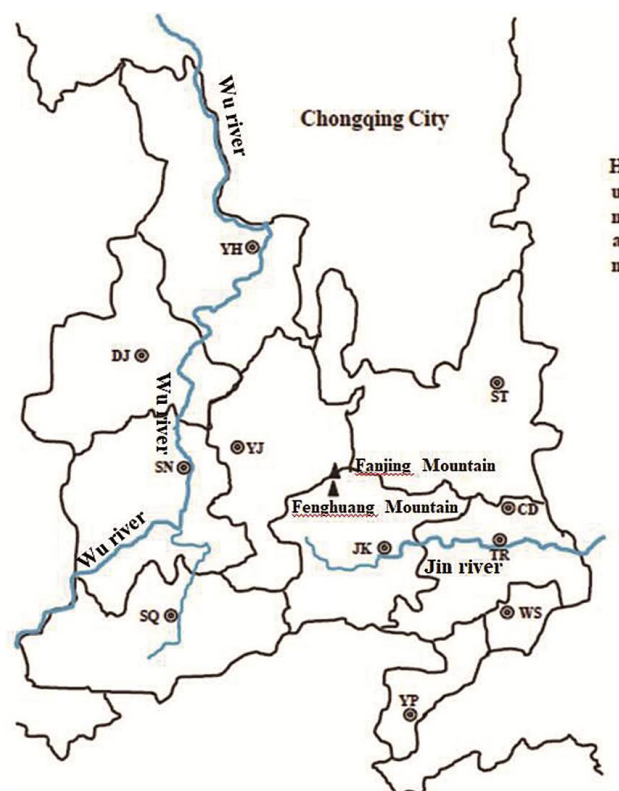 Wu river
Chongqing City
H
u
n
a
n
YH
DJ
ST
Wu river
YJ
SN
Fanjing Mountain
Fenghuang Mountain
CD
Wu river
JK
TR
Jin river
SQ
WS
YP